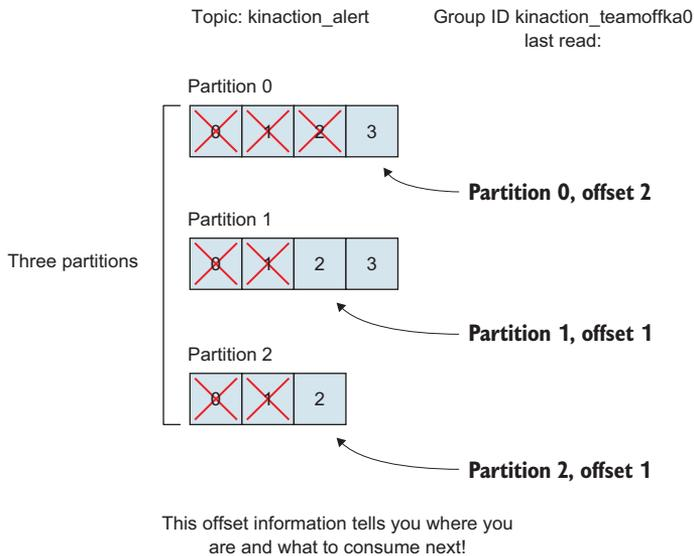 Topic: kinaction_alert
Group ID kinaction_teamoffka0
last read:
Partition 0
0 1 2 3
Partition 0, offset 2
Partition 1
0 1 2 3
Three partitions
Partition 1, offset 1
Partition 2
0 1 2
Partition 2, offset 1
This offset information tells you where you
are and what to consume next!